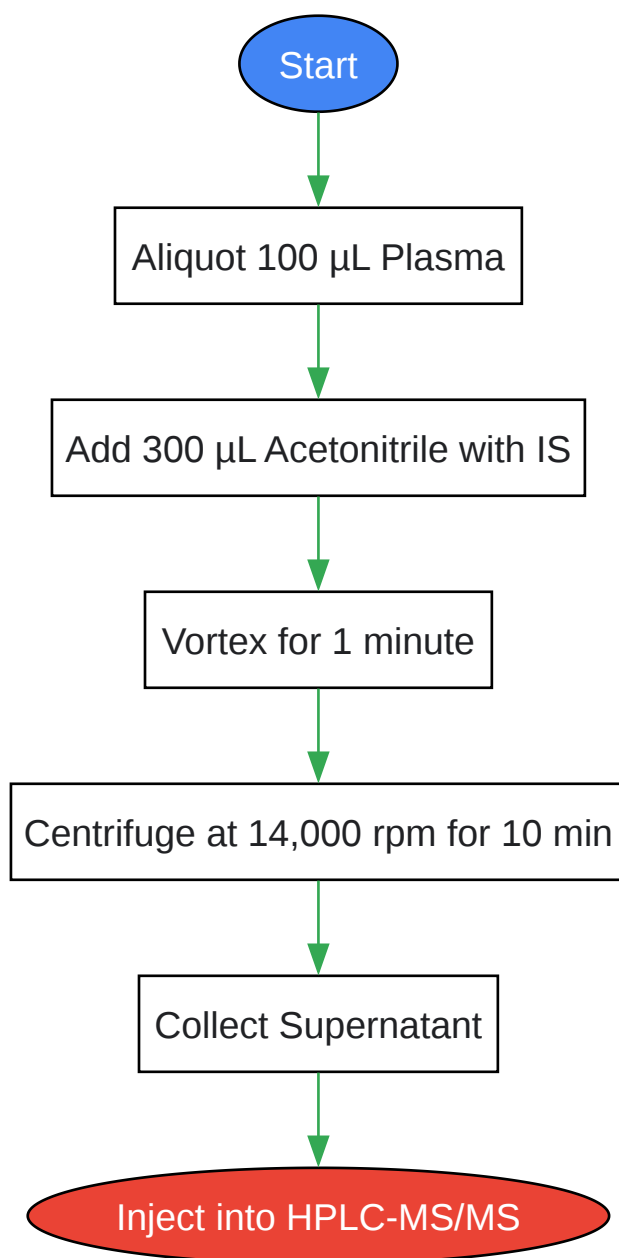 Start
Aliquot 100 µL Plasma
Add 300 µL Acetonitrile with IS
Vortex for 1 minute
Centrifuge at 14,000 rpm for 10 min
Collect Supernatant
Inject into HPLC-MS/MS